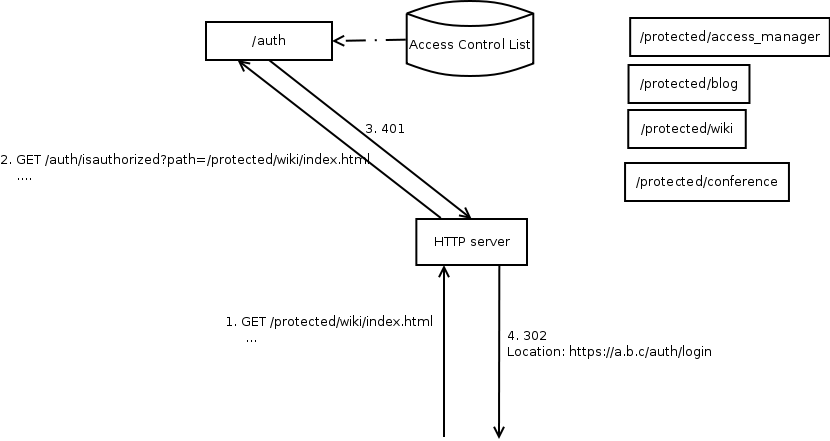 /auth
Access Control List
/protected/access_manager
/protected/blog
/protected/wiki
/protected/conference
3. 401
2. GET /auth/isauthorized?path=/protected/wiki/index.html
....
HTTP server
1. GET /protected/wiki/index.html
...
4. 302
Location: https://a.b.c/auth/login